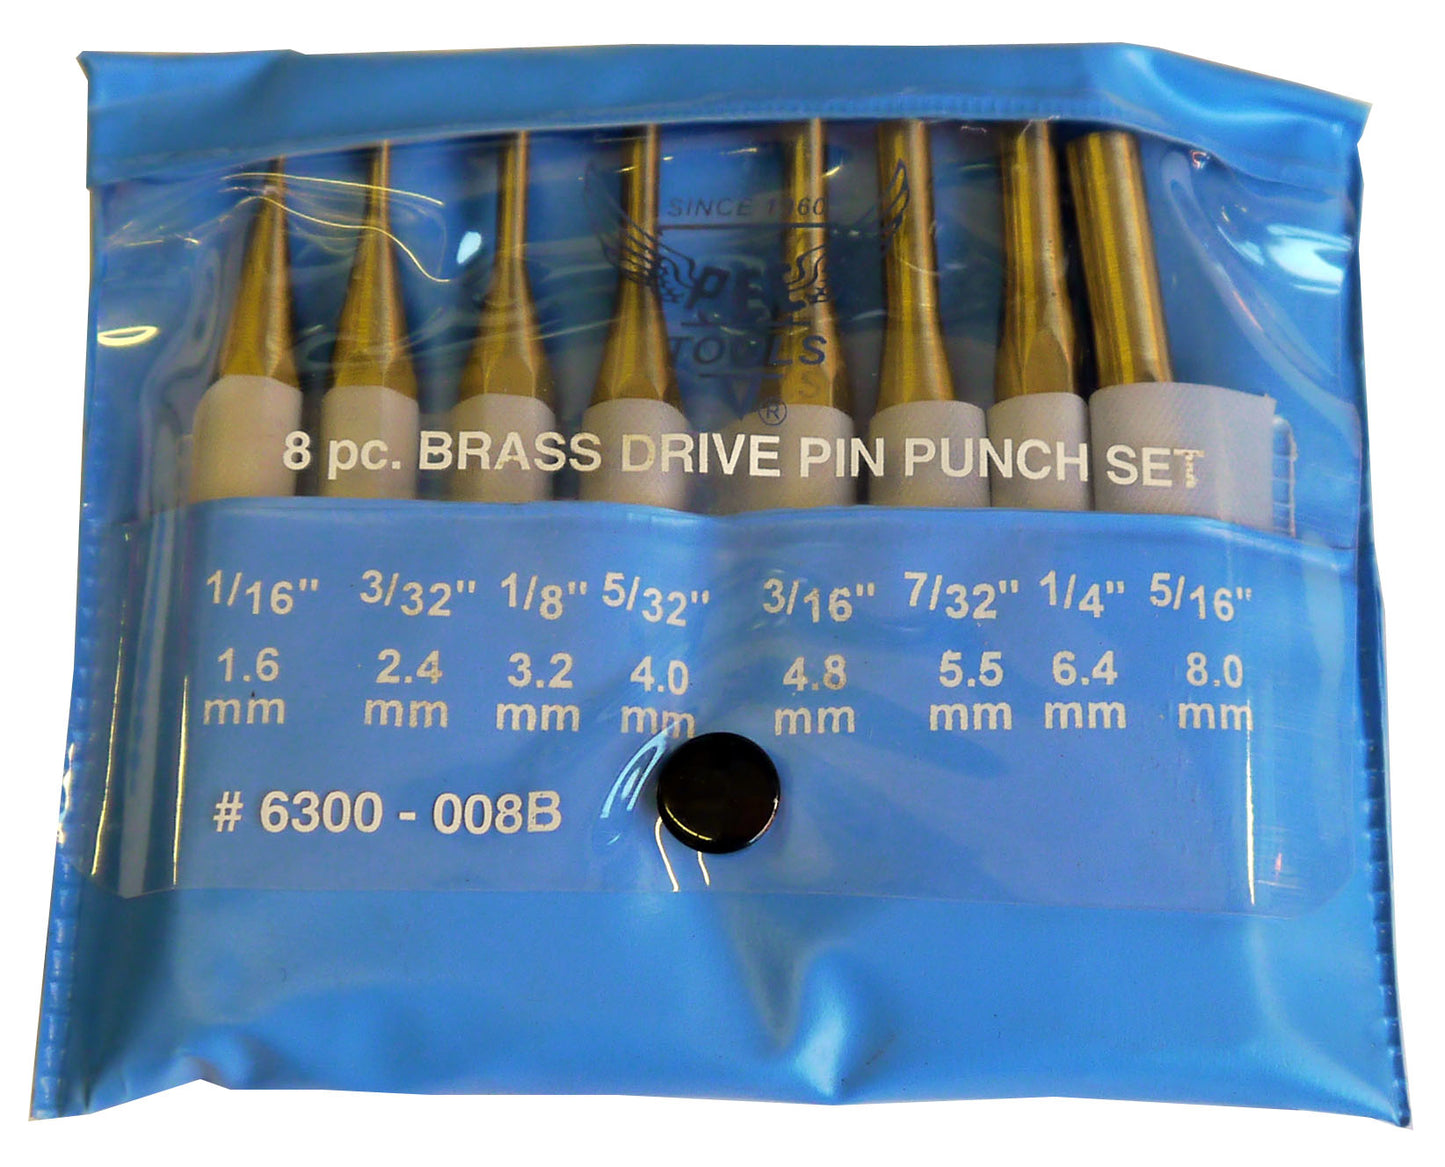 SINCE 1960
PEC
TOOLS
®
8 pc. BRASS DRIVE PIN PUNCH SET
1/16" 3/32" 1/8" 5/32" 3/16" 7/32" 1/4" 5/16"
1.6 2.4 3.2 4.0 4.8 5.5 6.4 8.0
mm mm mm mm mm mm mm mm
# 6300 - 008B